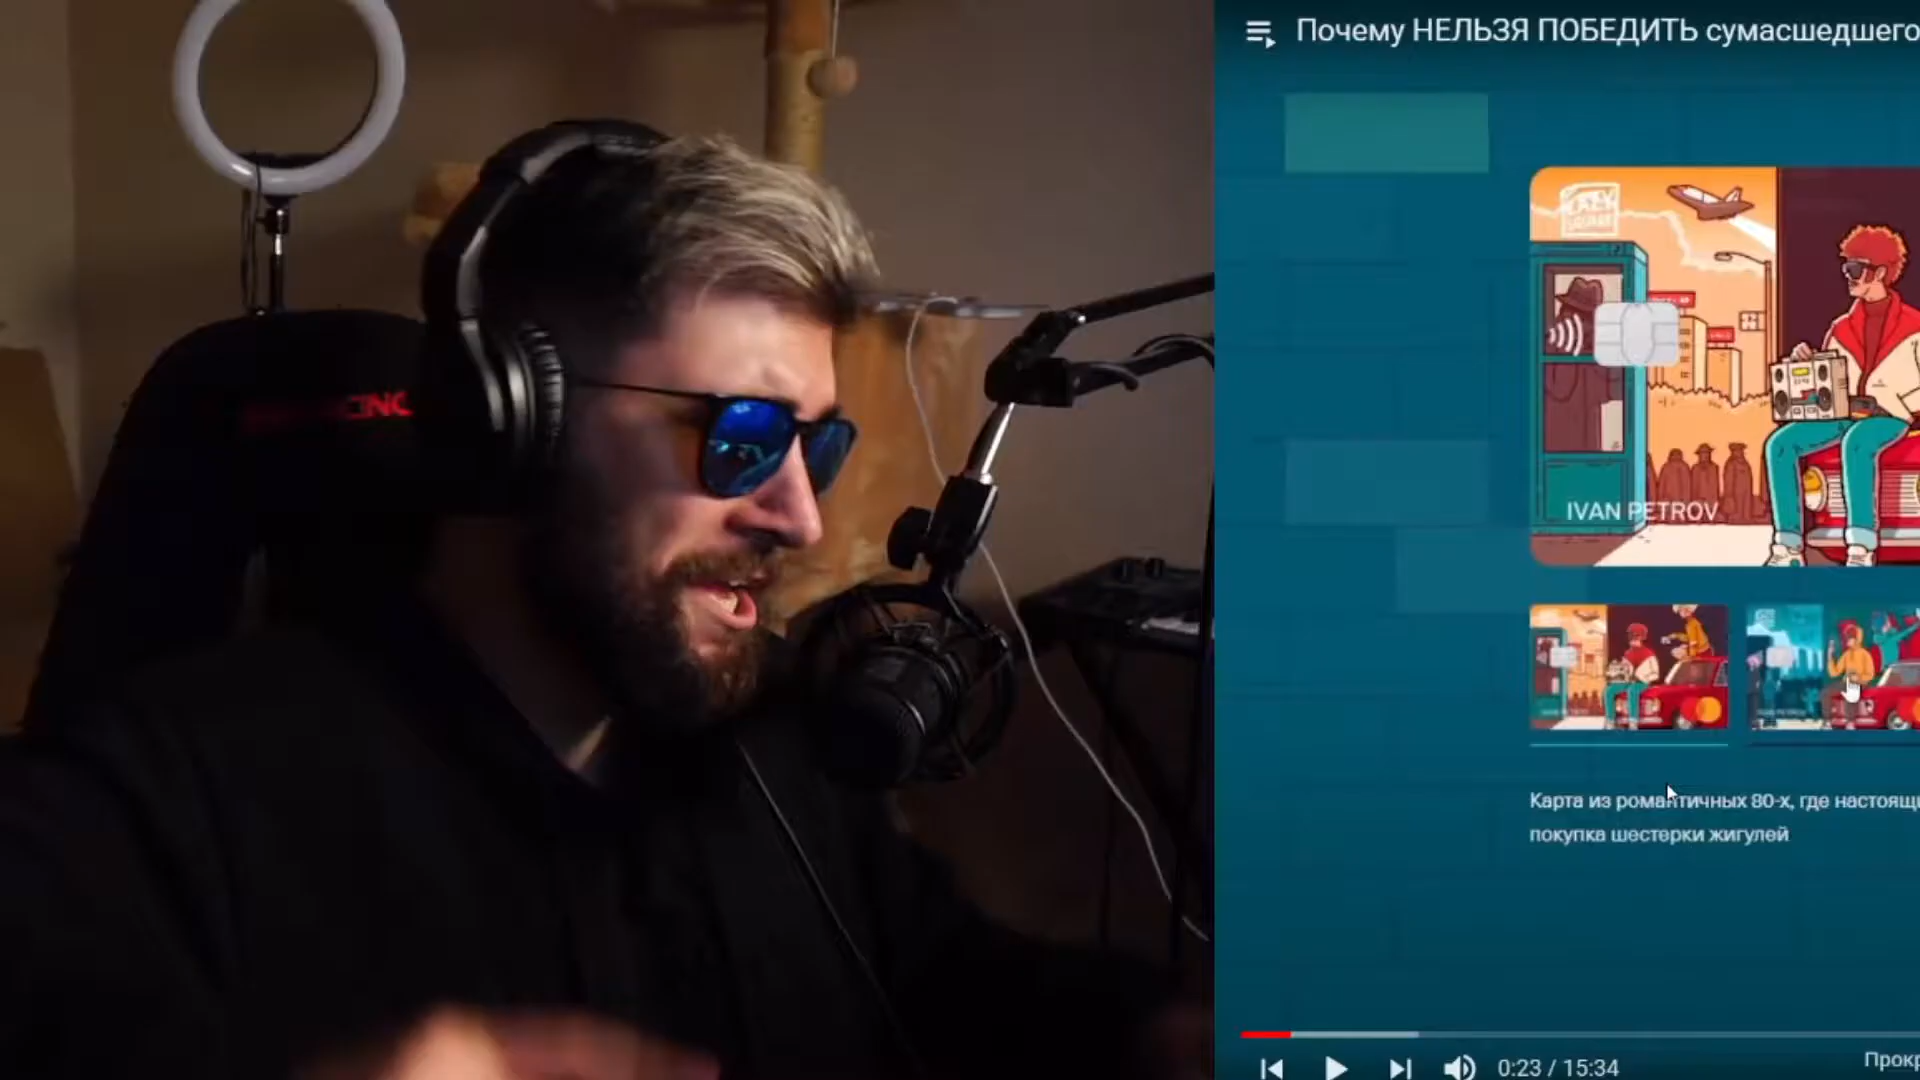 Почему НЕЛЬЗЯ ПОБЕДИТЬ сумасшедшего
IVAN PETROV
Карта из романтичных 80-х, где настоящ
покупка шестерки жигулей
0:23 / 15:34